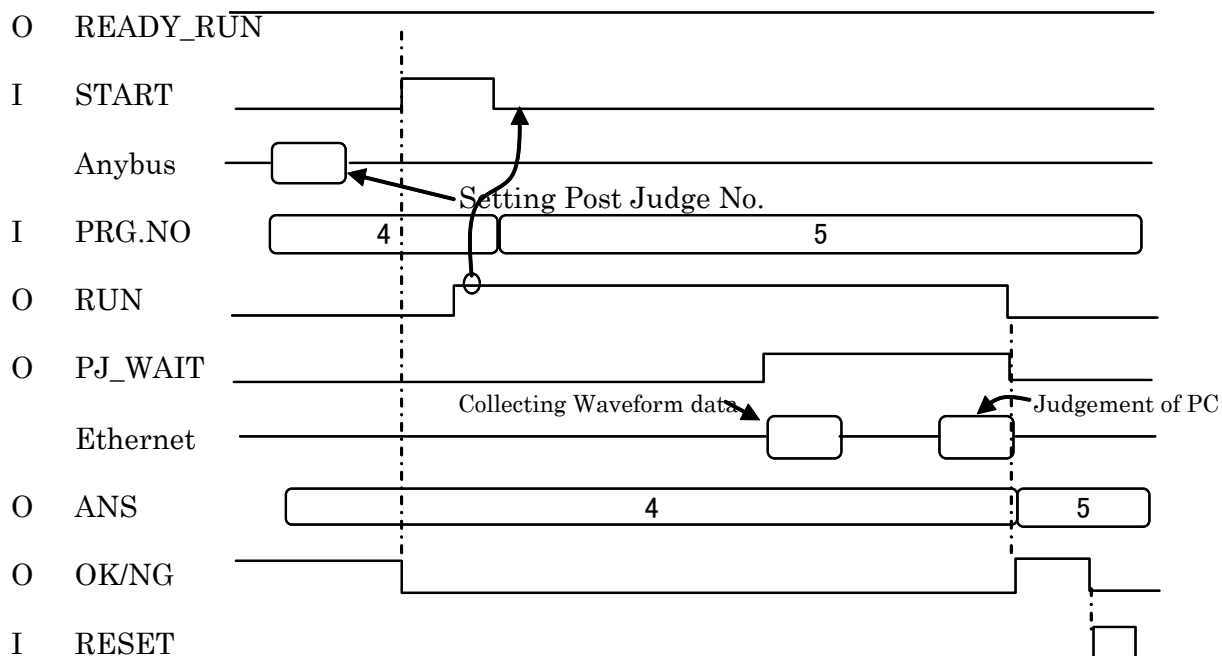 O READY_RUN
I START
Anybus
Setting Post Judge No.
I PRG.NO 4 5
O RUN
O PJ_WAIT
Collecting Waveform data
Judgement of PC
Ethernet
O ANS 4 5
O OK/NG
I RESET